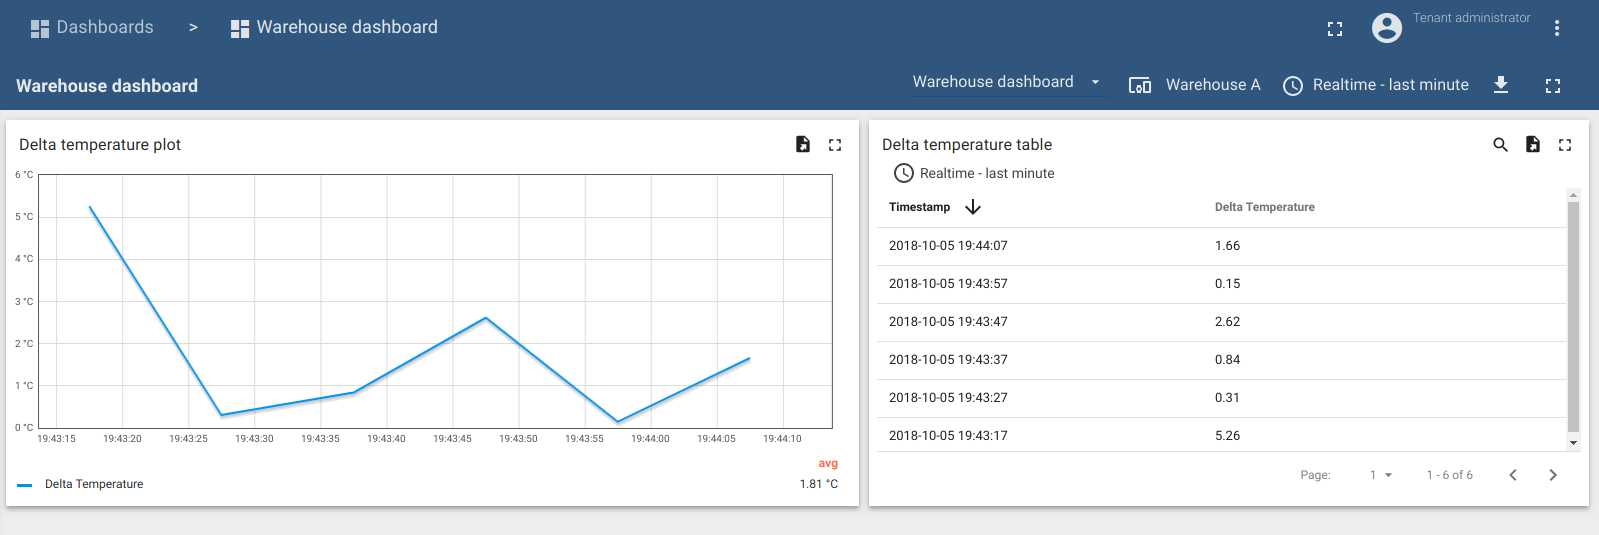 Dashboards > Warehouse dashboard
Tenant administrator
Warehouse dashboard
Warehouse dashboard
Warehouse A
Realtime - last minute
Delta temperature plot
6 °C
5 °C
4 °C
3 °C
2 °C
1 °C
0 °C
19:43:15 19:43:20 19:43:25 19:43:30 19:43:35 19:43:40 19:43:45 19:43:50 19:43:55 19:44:00 19:44:05 19:44:10
avg
Delta Temperature 1.81 °C
Delta temperature table
Realtime - last minute
Timestamp Delta Temperature
2018-10-05 19:44:07 1.66
2018-10-05 19:43:57 0.15
2018-10-05 19:43:47 2.62
2018-10-05 19:43:37 0.84
2018-10-05 19:43:27 0.31
2018-10-05 19:43:17 5.26
Page: 1 1 - 6 of 6